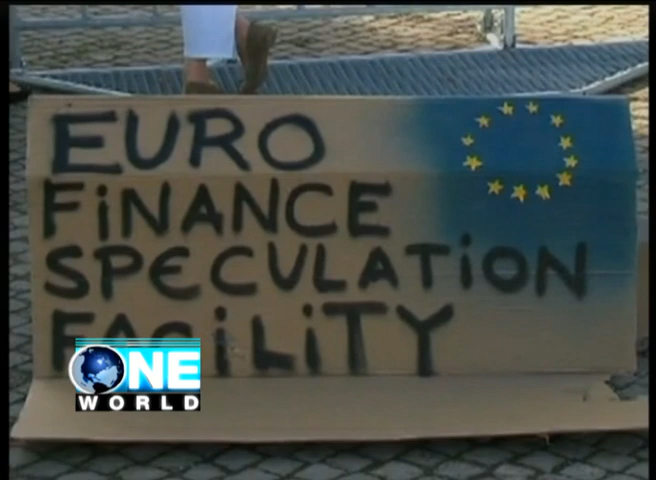 EURO
FiNANCE
SPECULATiON
FACiLiTY
ONE
WORLD